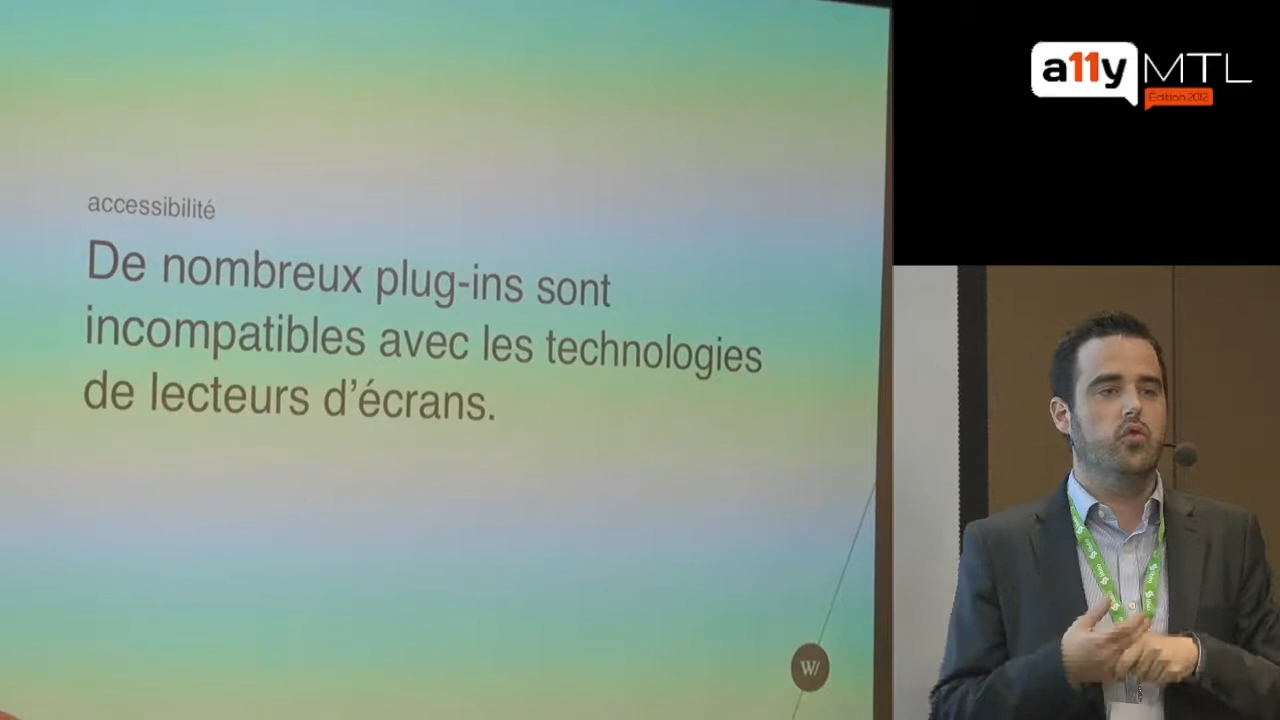 accessibilité
De nombreux plug-ins sont
incompatibles avec les technologies
de lecteurs d'écrans.
W/
a11y MTL
Édition 2012